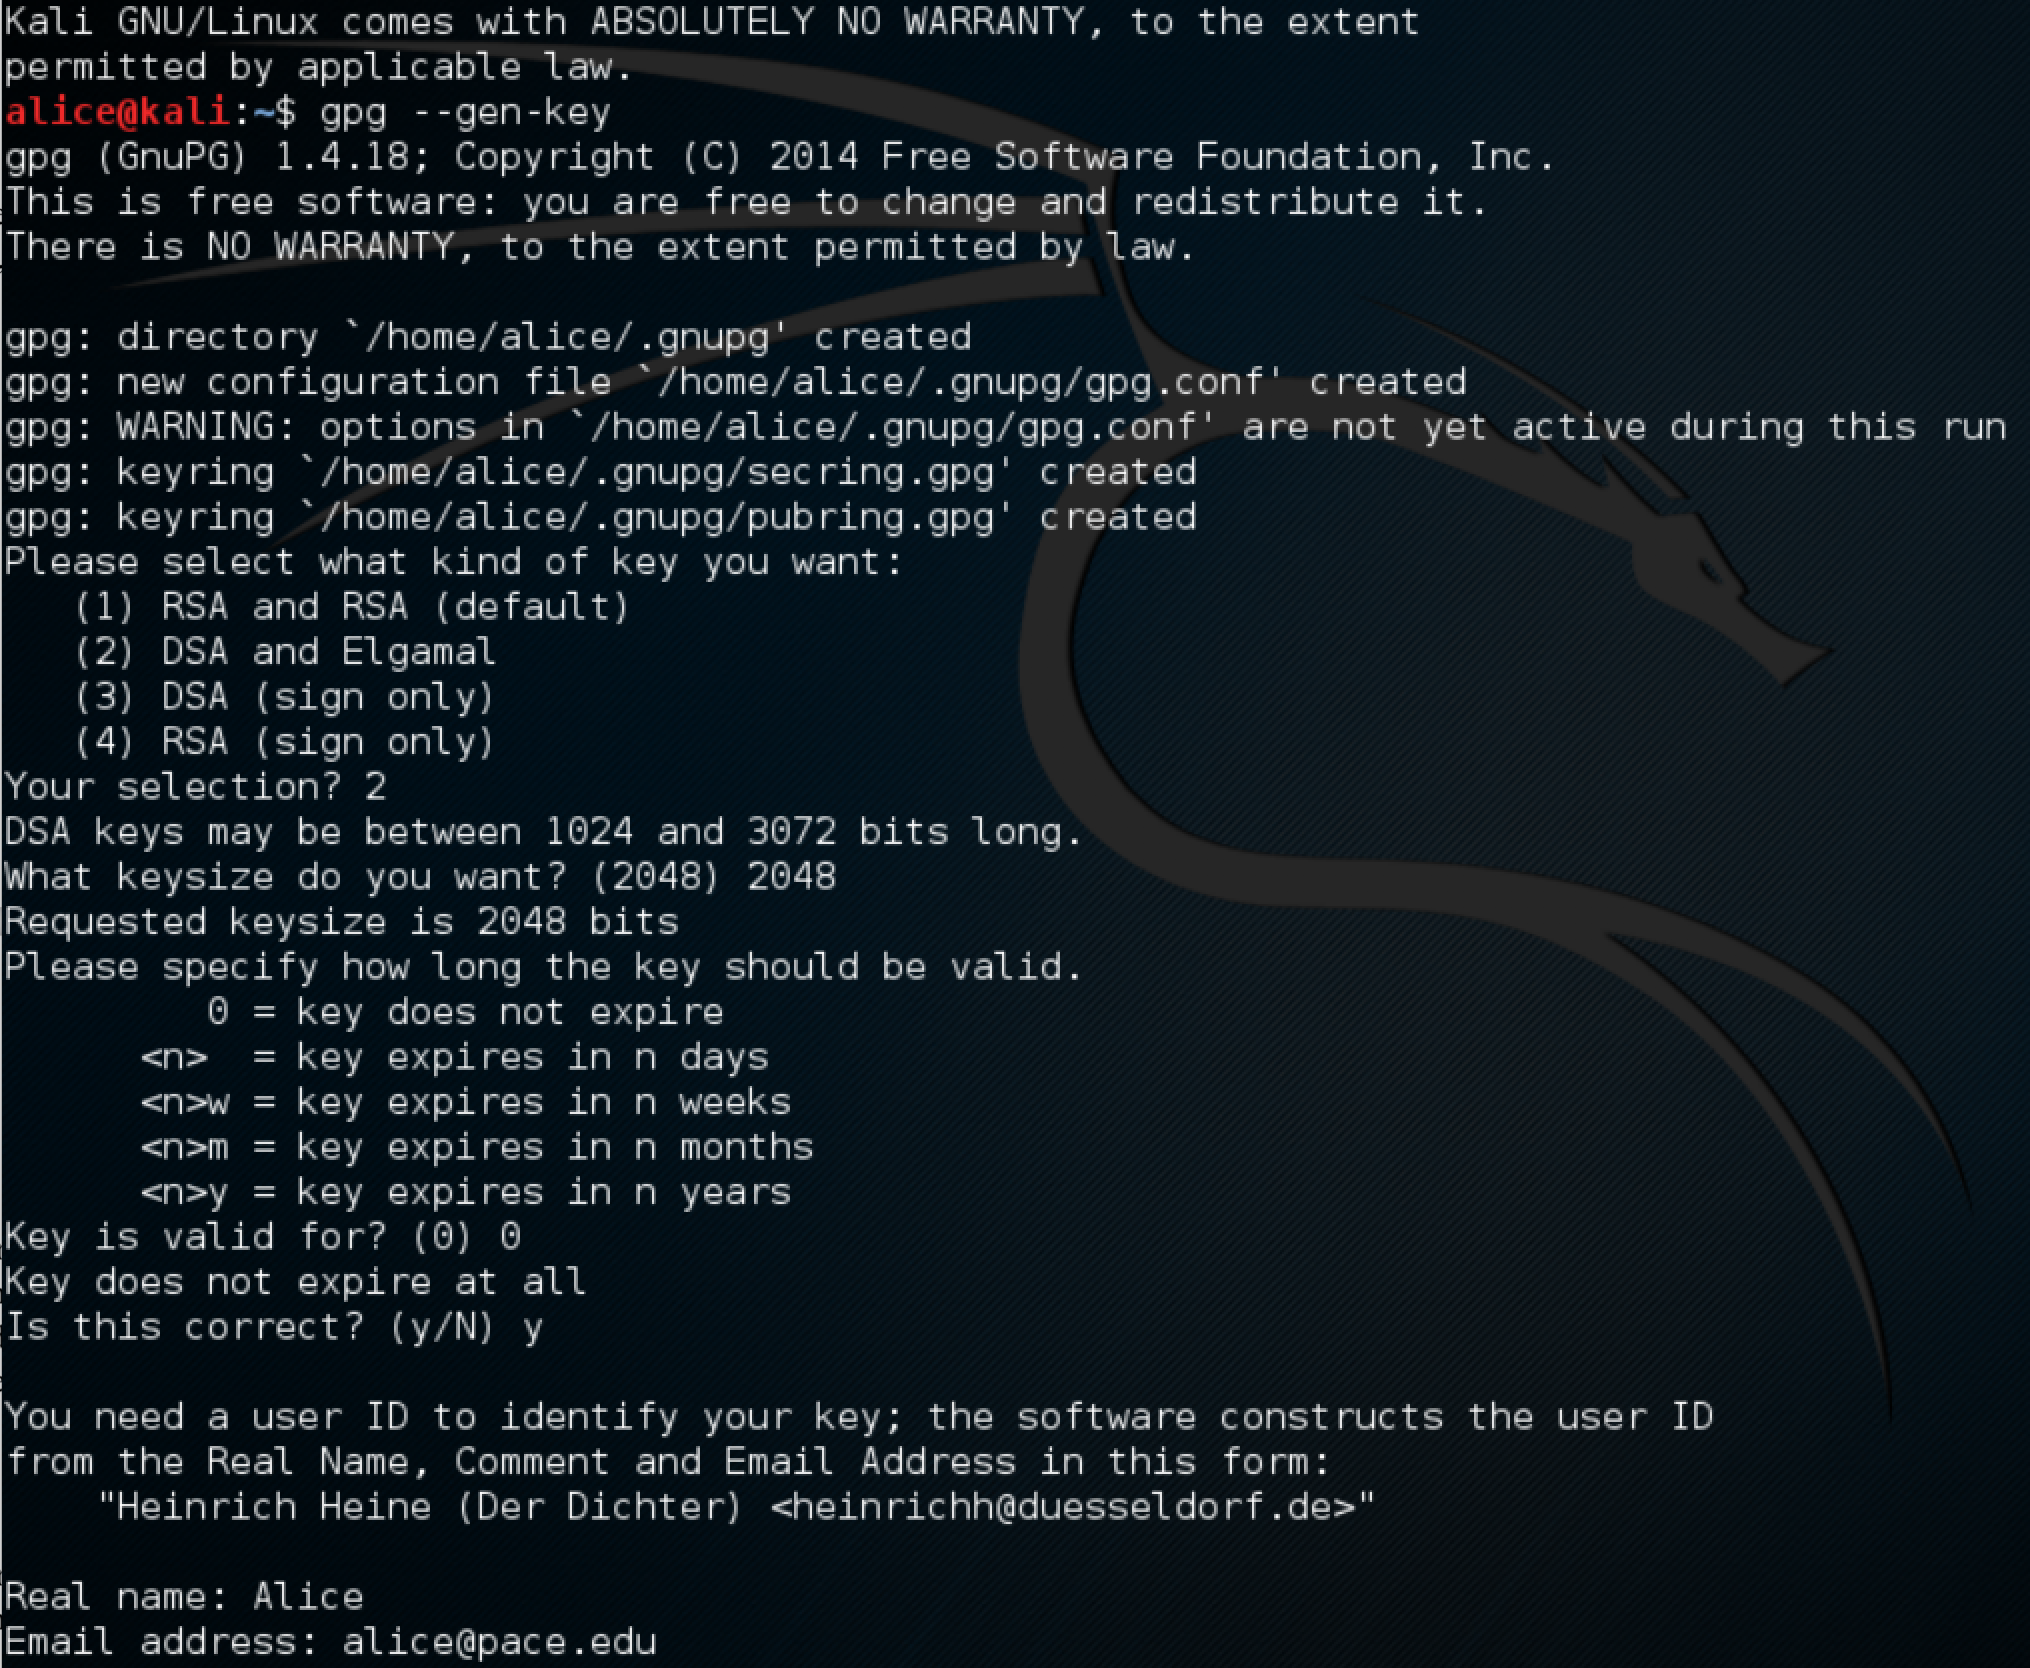 Kali GNU/Linux comes with ABSOLUTELY NO WARRANTY, to the extent
permitted by applicable law.
alice@kali:~$ gpg --gen-key
gpg (GnuPG) 1.4.18; Copyright (C) 2014 Free Software Foundation, Inc.
This is free software: you are free to change and redistribute it.
There is NO WARRANTY, to the extent permitted by law.

gpg: directory `/home/alice/.gnupg' created
gpg: new configuration file `/home/alice/.gnupg/gpg.conf' created
gpg: WARNING: options in `/home/alice/.gnupg/gpg.conf' are not yet active during this run
gpg: keyring `/home/alice/.gnupg/secring.gpg' created
gpg: keyring `/home/alice/.gnupg/pubring.gpg' created
Please select what kind of key you want:
   (1) RSA and RSA (default)
   (2) DSA and Elgamal
   (3) DSA (sign only)
   (4) RSA (sign only)
Your selection? 2
DSA keys may be between 1024 and 3072 bits long.
What keysize do you want? (2048) 2048
Requested keysize is 2048 bits
Please specify how long the key should be valid.
         0 = key does not expire
      <n>  = key expires in n days
      <n>w = key expires in n weeks
      <n>m = key expires in n months
      <n>y = key expires in n years
Key is valid for? (0) 0
Key does not expire at all
Is this correct? (y/N) y

You need a user ID to identify your key; the software constructs the user ID
from the Real Name, Comment and Email Address in this form:
    "Heinrich Heine (Der Dichter) <heinrichh@duesseldorf.de>"

Real name: Alice
Email address: alice@pace.edu